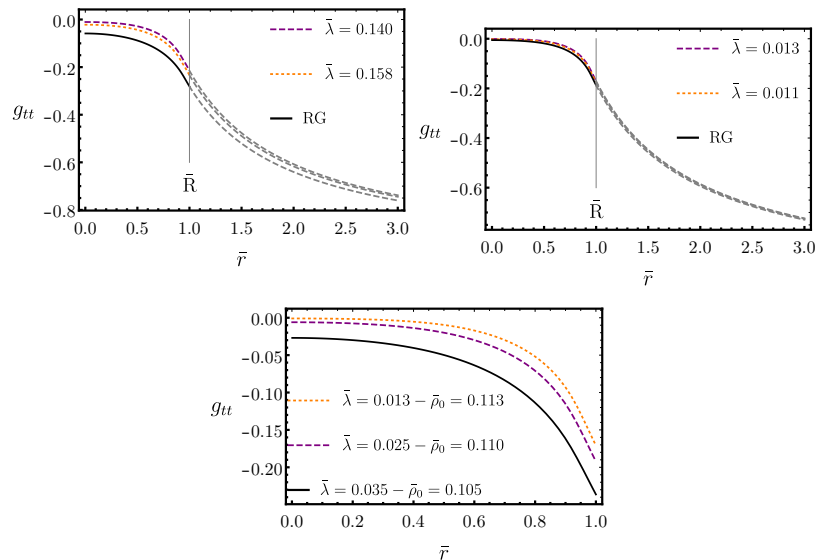 0.0
-0.2
-0.4
-0.6
-0.8
g_tt
0.0 0.5 1.0 1.5 2.0 2.5 3.0
r̄
R̄
λ̄ = 0.140
λ̄ = 0.158
RG
0.0
-0.2
-0.4
-0.6
g_tt
0.0 0.5 1.0 1.5 2.0 2.5 3.0
r̄
R̄
λ̄ = 0.013
λ̄ = 0.011
RG
0.00
-0.05
-0.10
-0.15
-0.20
g_tt
λ̄ = 0.013 − ρ̄₀ = 0.113
λ̄ = 0.025 − ρ̄₀ = 0.110
λ̄ = 0.035 − ρ̄₀ = 0.105
0.0 0.2 0.4 0.6 0.8 1.0
r̄